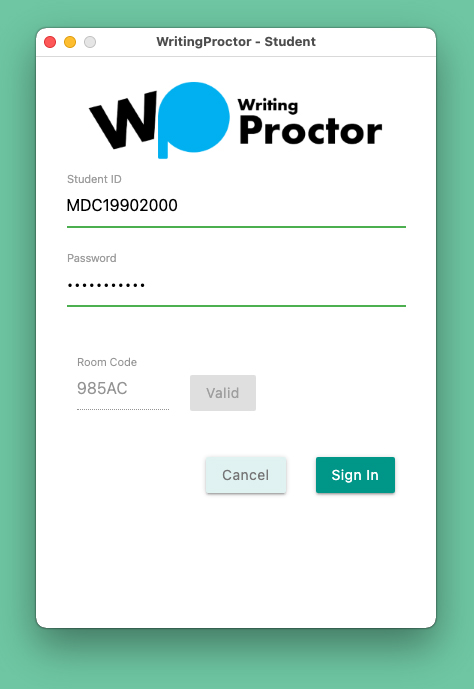 WritingProctor - Student
WP Writing
Proctor
Student ID
MDC19902000
Password
•••••••••••
Room Code
985AC
Valid
Cancel
Sign In